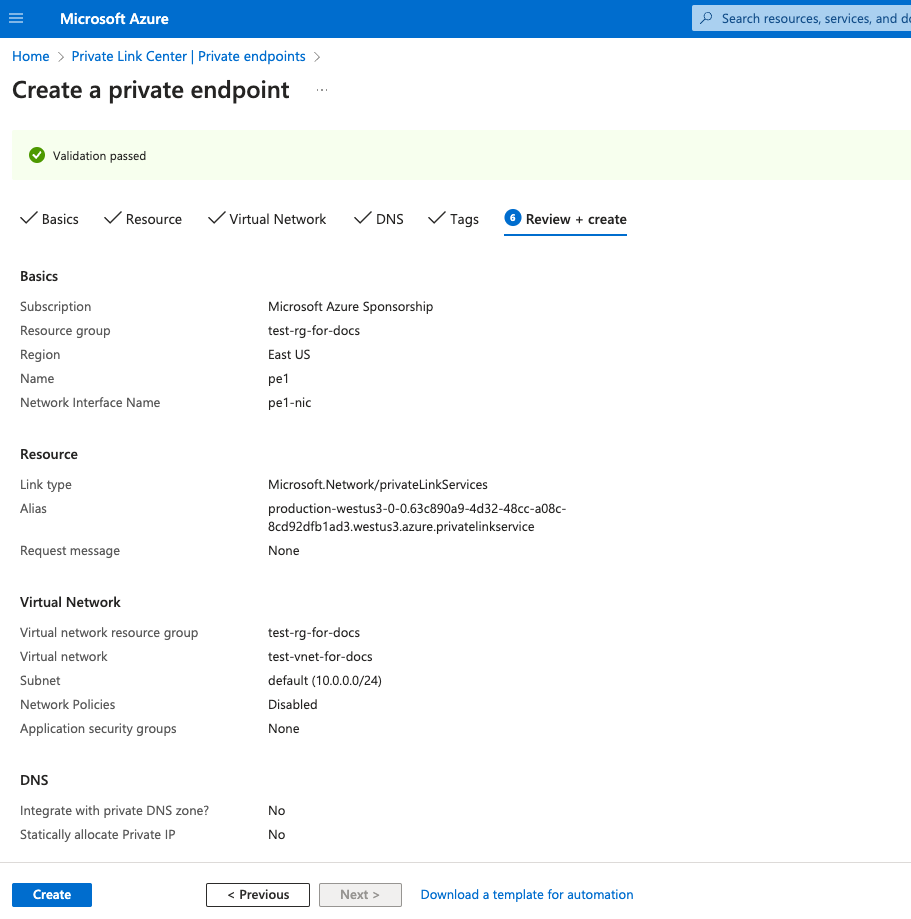 Microsoft Azure
Search resources, services, and do
Home > Private Link Center | Private endpoints >
Create a private endpoint ...
Validation passed
Basics Resource Virtual Network DNS Tags 6 Review + create
Basics
Subscription Microsoft Azure Sponsorship
Resource group test-rg-for-docs
Region East US
Name pe1
Network Interface Name pe1-nic
Resource
Link type Microsoft.Network/privateLinkServices
Alias production-westus3-0-0.63c890a9-4d32-48cc-a08c-
8cd92dfb1ad3.westus3.azure.privatelinkservice
Request message None
Virtual Network
Virtual network resource group test-rg-for-docs
Virtual network test-vnet-for-docs
Subnet default (10.0.0.0/24)
Network Policies Disabled
Application security groups None
DNS
Integrate with private DNS zone? No
Statically allocate Private IP No
Create < Previous Next > Download a template for automation